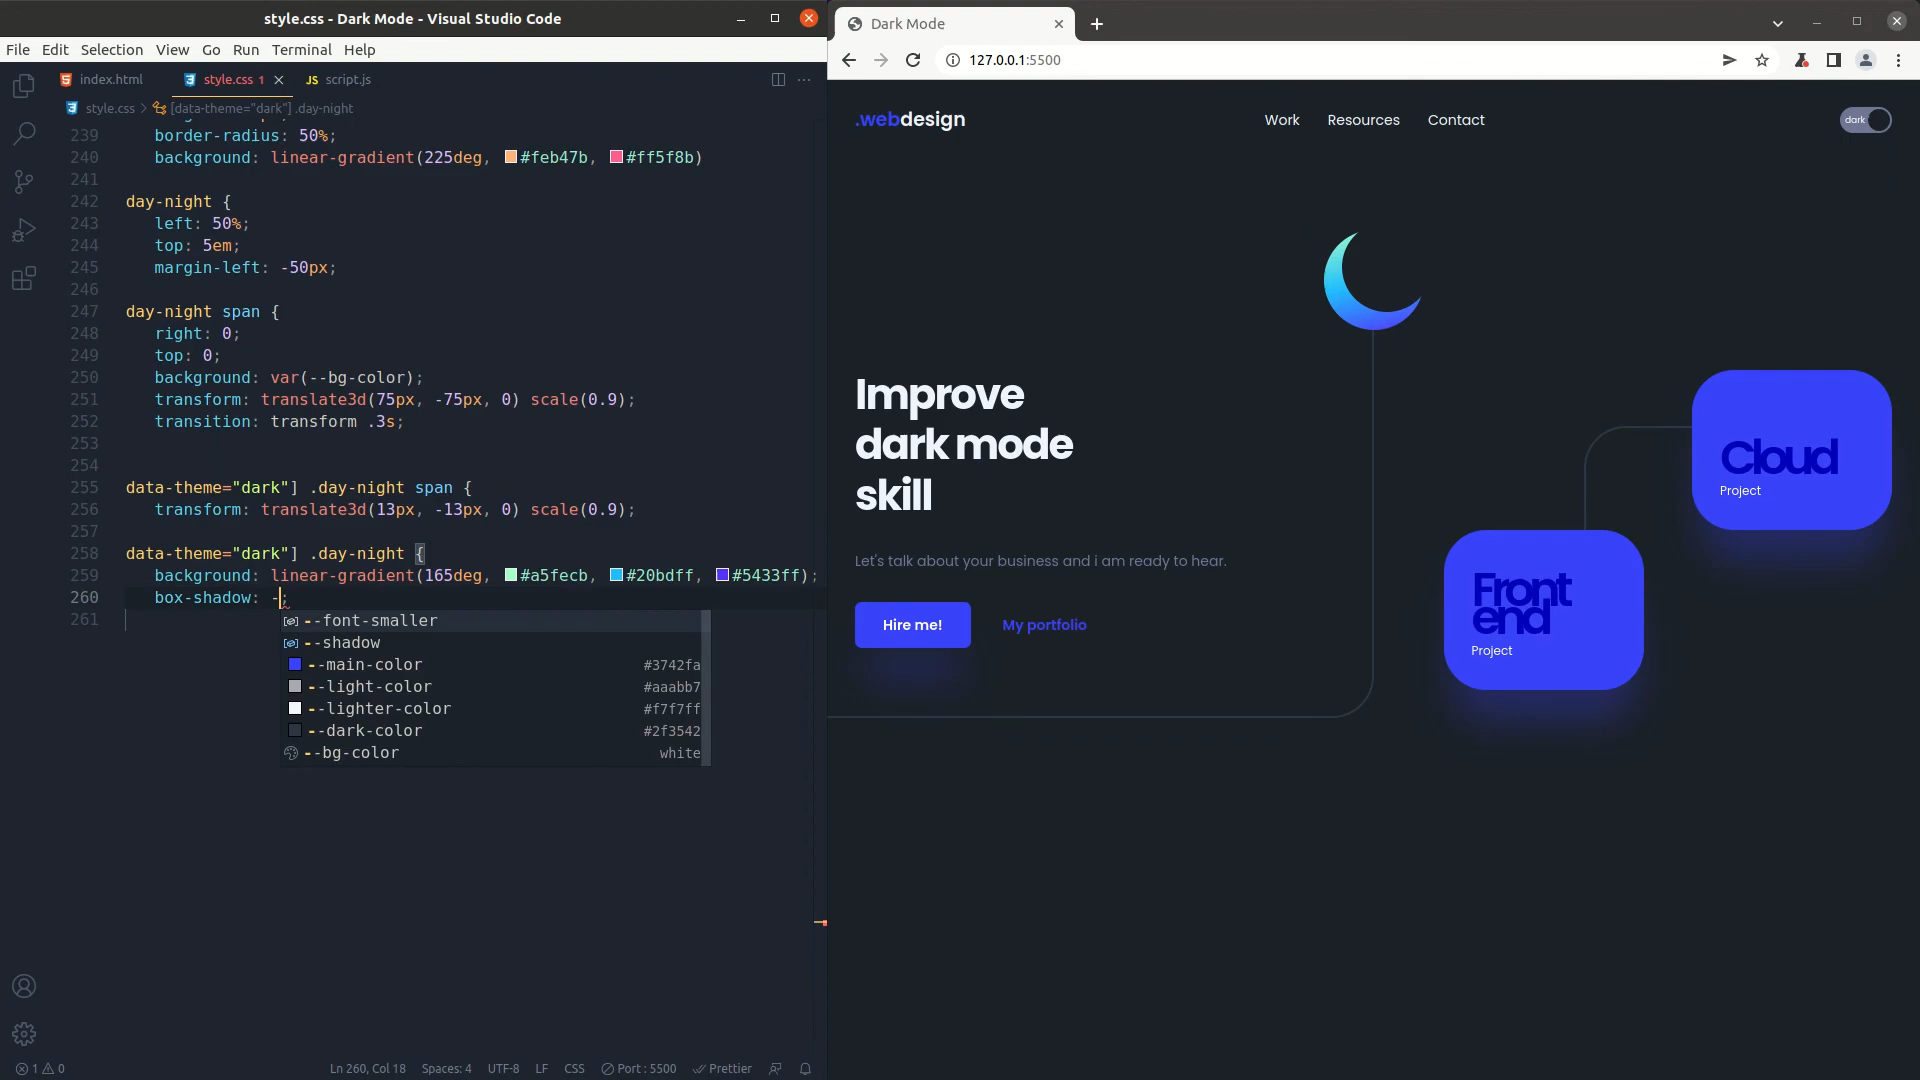 style.css - Dark Mode - Visual Studio Code
File Edit Selection View Go Run Terminal Help
index.html
style.css 1
JS script.js
style.css > [data-theme="dark"] .day-night
239 border-radius: 50%;
240 background: linear-gradient(225deg, #feb47b, #ff5f8b)
241
242 day-night {
243 left: 50%;
244 top: 5em;
245 margin-left: -50px;
246
247 day-night span {
248 right: 0;
249 top: 0;
250 background: var(--bg-color);
251 transform: translate3d(75px, -75px, 0) scale(0.9);
252 transition: transform .3s;
253
254
255 data-theme="dark"] .day-night span {
256 transform: translate3d(13px, -13px, 0) scale(0.9);
257
258 data-theme="dark"] .day-night {
259 background: linear-gradient(165deg, #a5fecb, #20bdff, #5433ff);
260 box-shadow: -;
261
--font-smaller
--shadow
--main-color #3742fa
--light-color #aaabb7
--lighter-color #f7f7ff
--dark-color #2f3542
--bg-color white
1 0
Ln 260, Col 18
Spaces: 4
UTF-8
LF
CSS
Port : 5500
Prettier
Dark Mode
127.0.0.1:5500
.webdesign
Work
Resources
Contact
dark
Improve
dark mode
skill
Let's talk about your business and i am ready to hear.
Hire me!
My portfolio
Cloud
Project
Front
end
Project